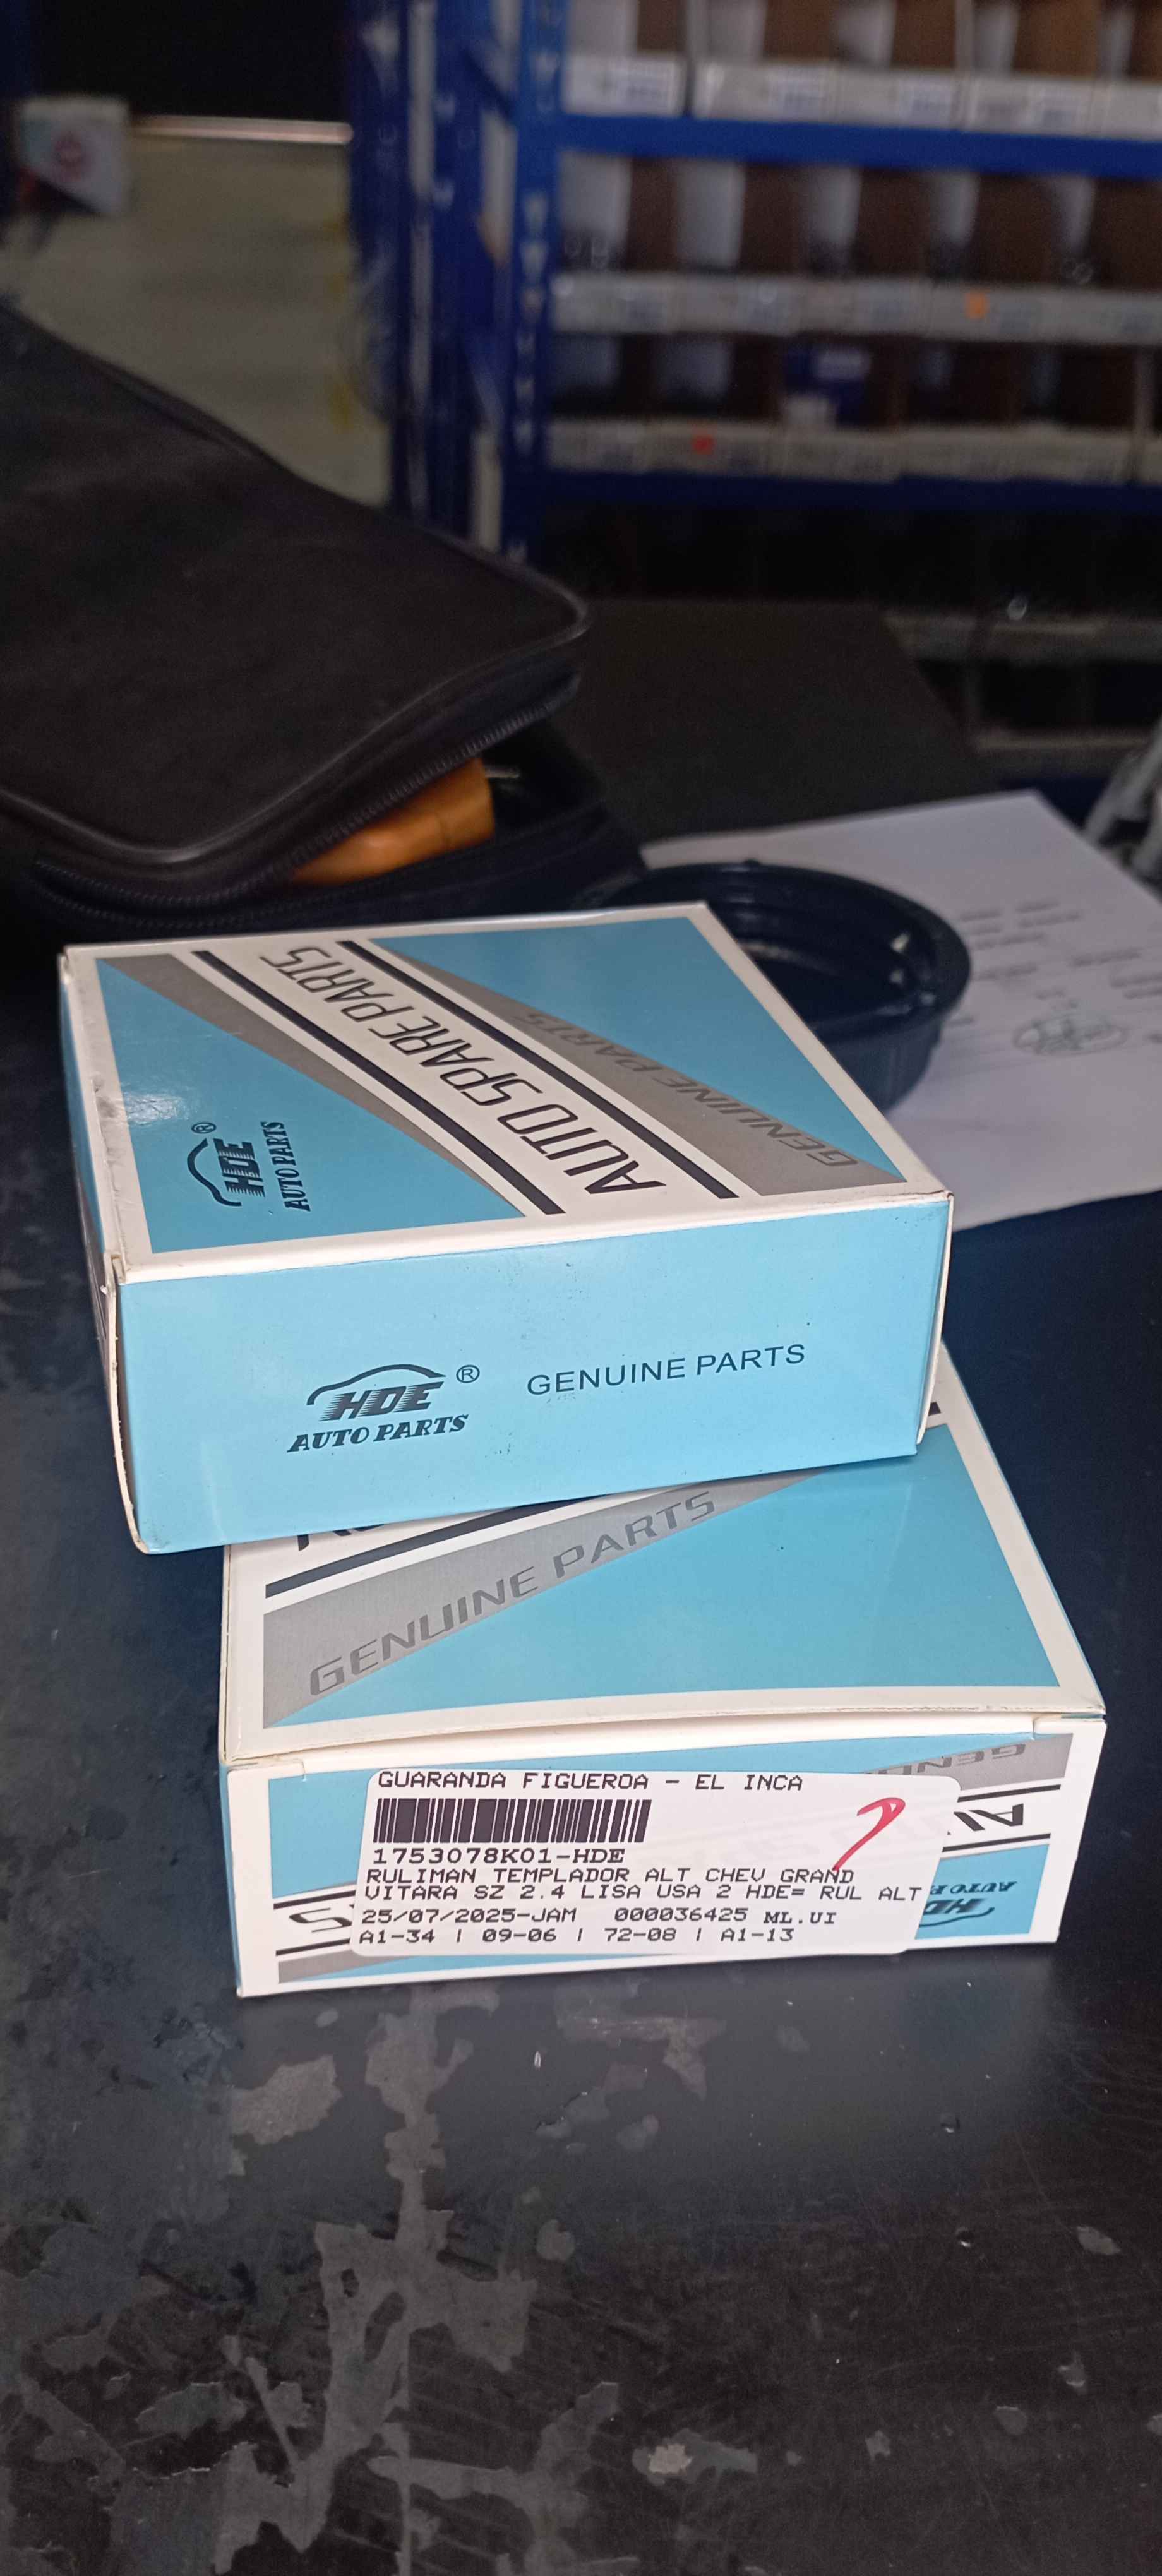 AUTO SPARE PARTS
GENUINE PARTS
HDE®
AUTO PARTS
HDE®
AUTO PARTS
GENUINE PARTS
GENUINE PARTS
GUARANDA FIGUEROA - EL INCA
1753078K01-HDE
RULIMAN TEMPLADOR ALT CHEV GRAND
VITARA SZ 2.4 LISA USA 2 HDE= RUL ALT
25/07/2025-JAM 000036425 ML.UI
A1-34 | 09-06 | 72-08 | A1-13
HDE